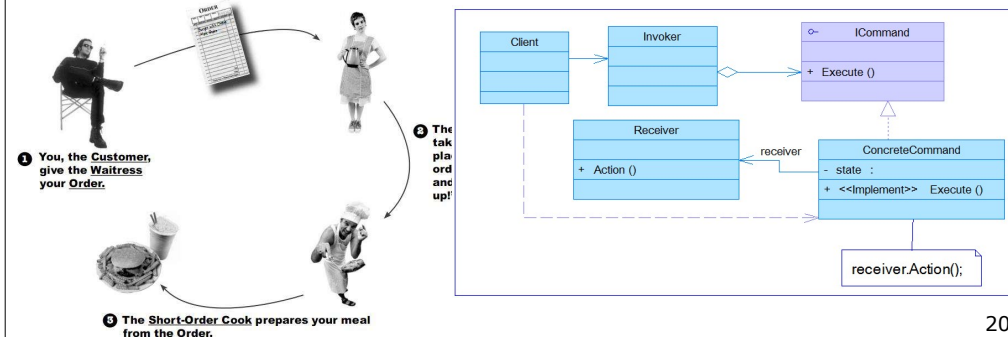 ORDER
1 You, the Customer,
give the Waitress
your Order.
2 The
tak
pla
ord
and
up!'
3 The Short-Order Cook prepares your meal
from the Order.
Client
Invoker
ICommand
+ Execute ()
Receiver
+ Action ()
receiver
ConcreteCommand
- state :
+ <<Implement>> Execute ()
receiver.Action();
20